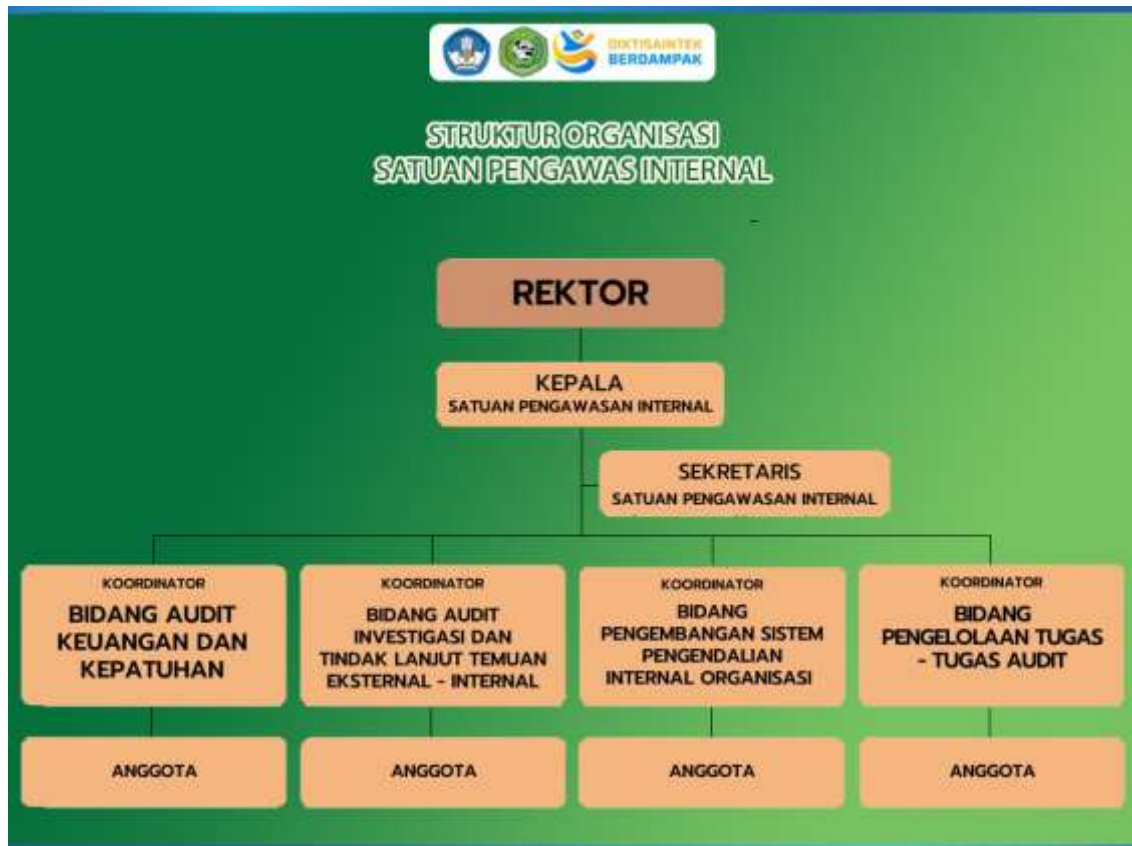 DIKTISAINTEK
BERDAMPAK
STRUKTUR ORGANISASI
SATUAN PENGAWAS INTERNAL
REKTOR
KEPALA
SATUAN PENGAWASAN INTERNAL
SEKRETARIS
SATUAN PENGAWASAN INTERNAL
KOORDINATOR
BIDANG AUDIT
KEUANGAN DAN
KEPATUHAN
KOORDINATOR
BIDANG AUDIT
INVESTIGASI DAN
TINDAK LANJUT TEMUAN
EKSTERNAL - INTERNAL
KOORDINATOR
BIDANG
PENGEMBANGAN SISTEM
PENGENDALIAN
INTERNAL ORGANISASI
KOORDINATOR
BIDANG
PENGELOLAAN TUGAS
- TUGAS AUDIT
ANGGOTA
ANGGOTA
ANGGOTA
ANGGOTA